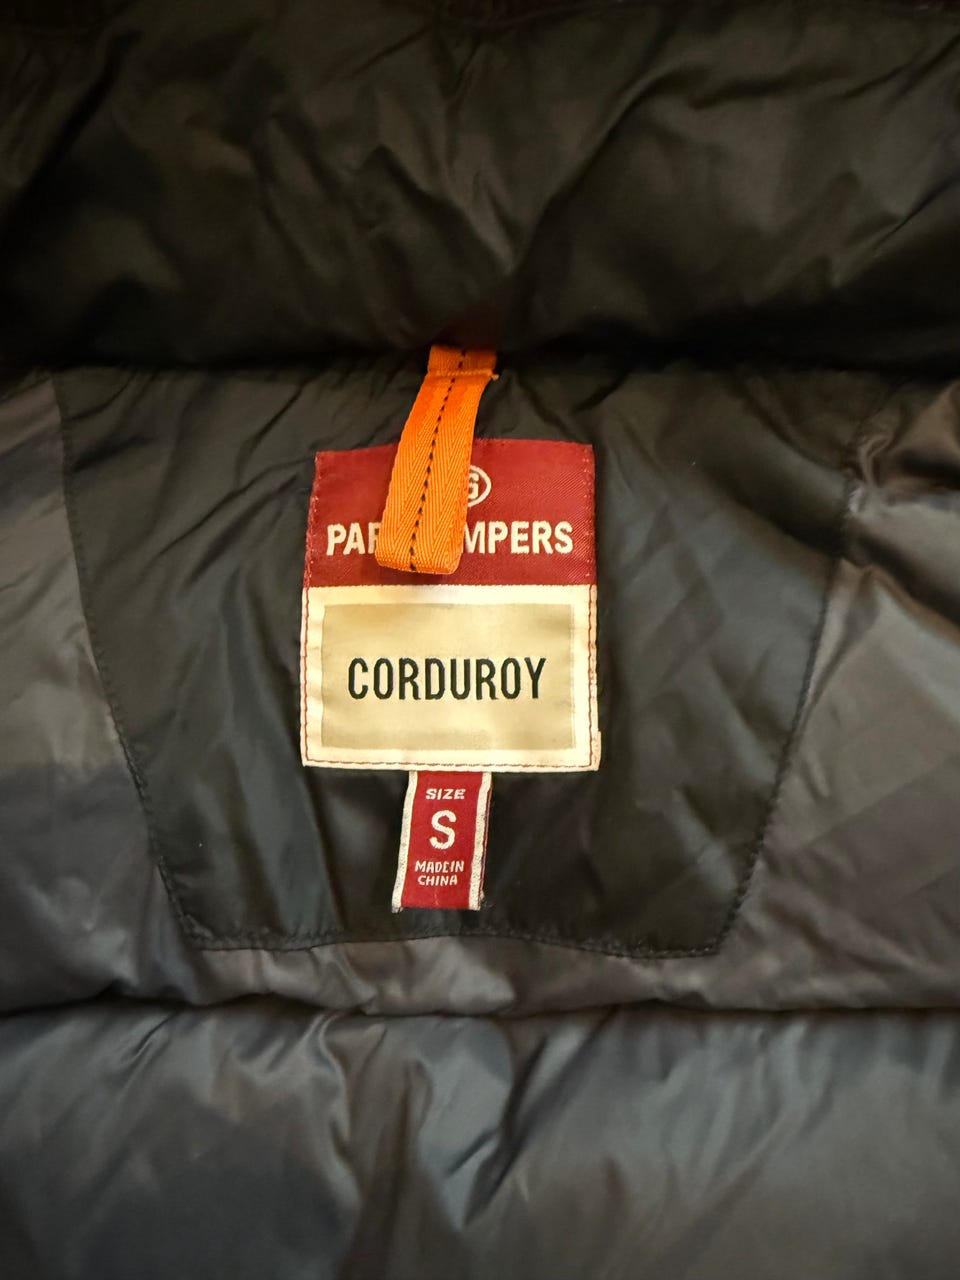 PAR MPERS
CORDUROY
SIZE
S
MADE IN
CHINA